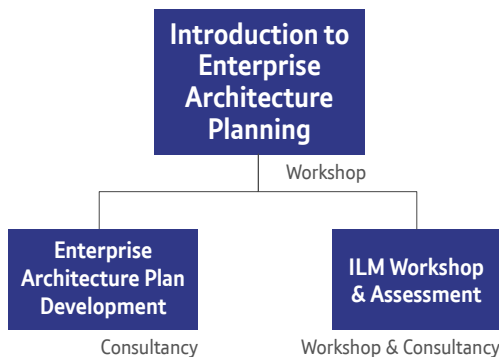 Introduction to
Enterprise
Architecture
Planning
Workshop
Enterprise
Architecture Plan
Development
Consultancy
ILM Workshop
& Assessment
Workshop & Consultancy